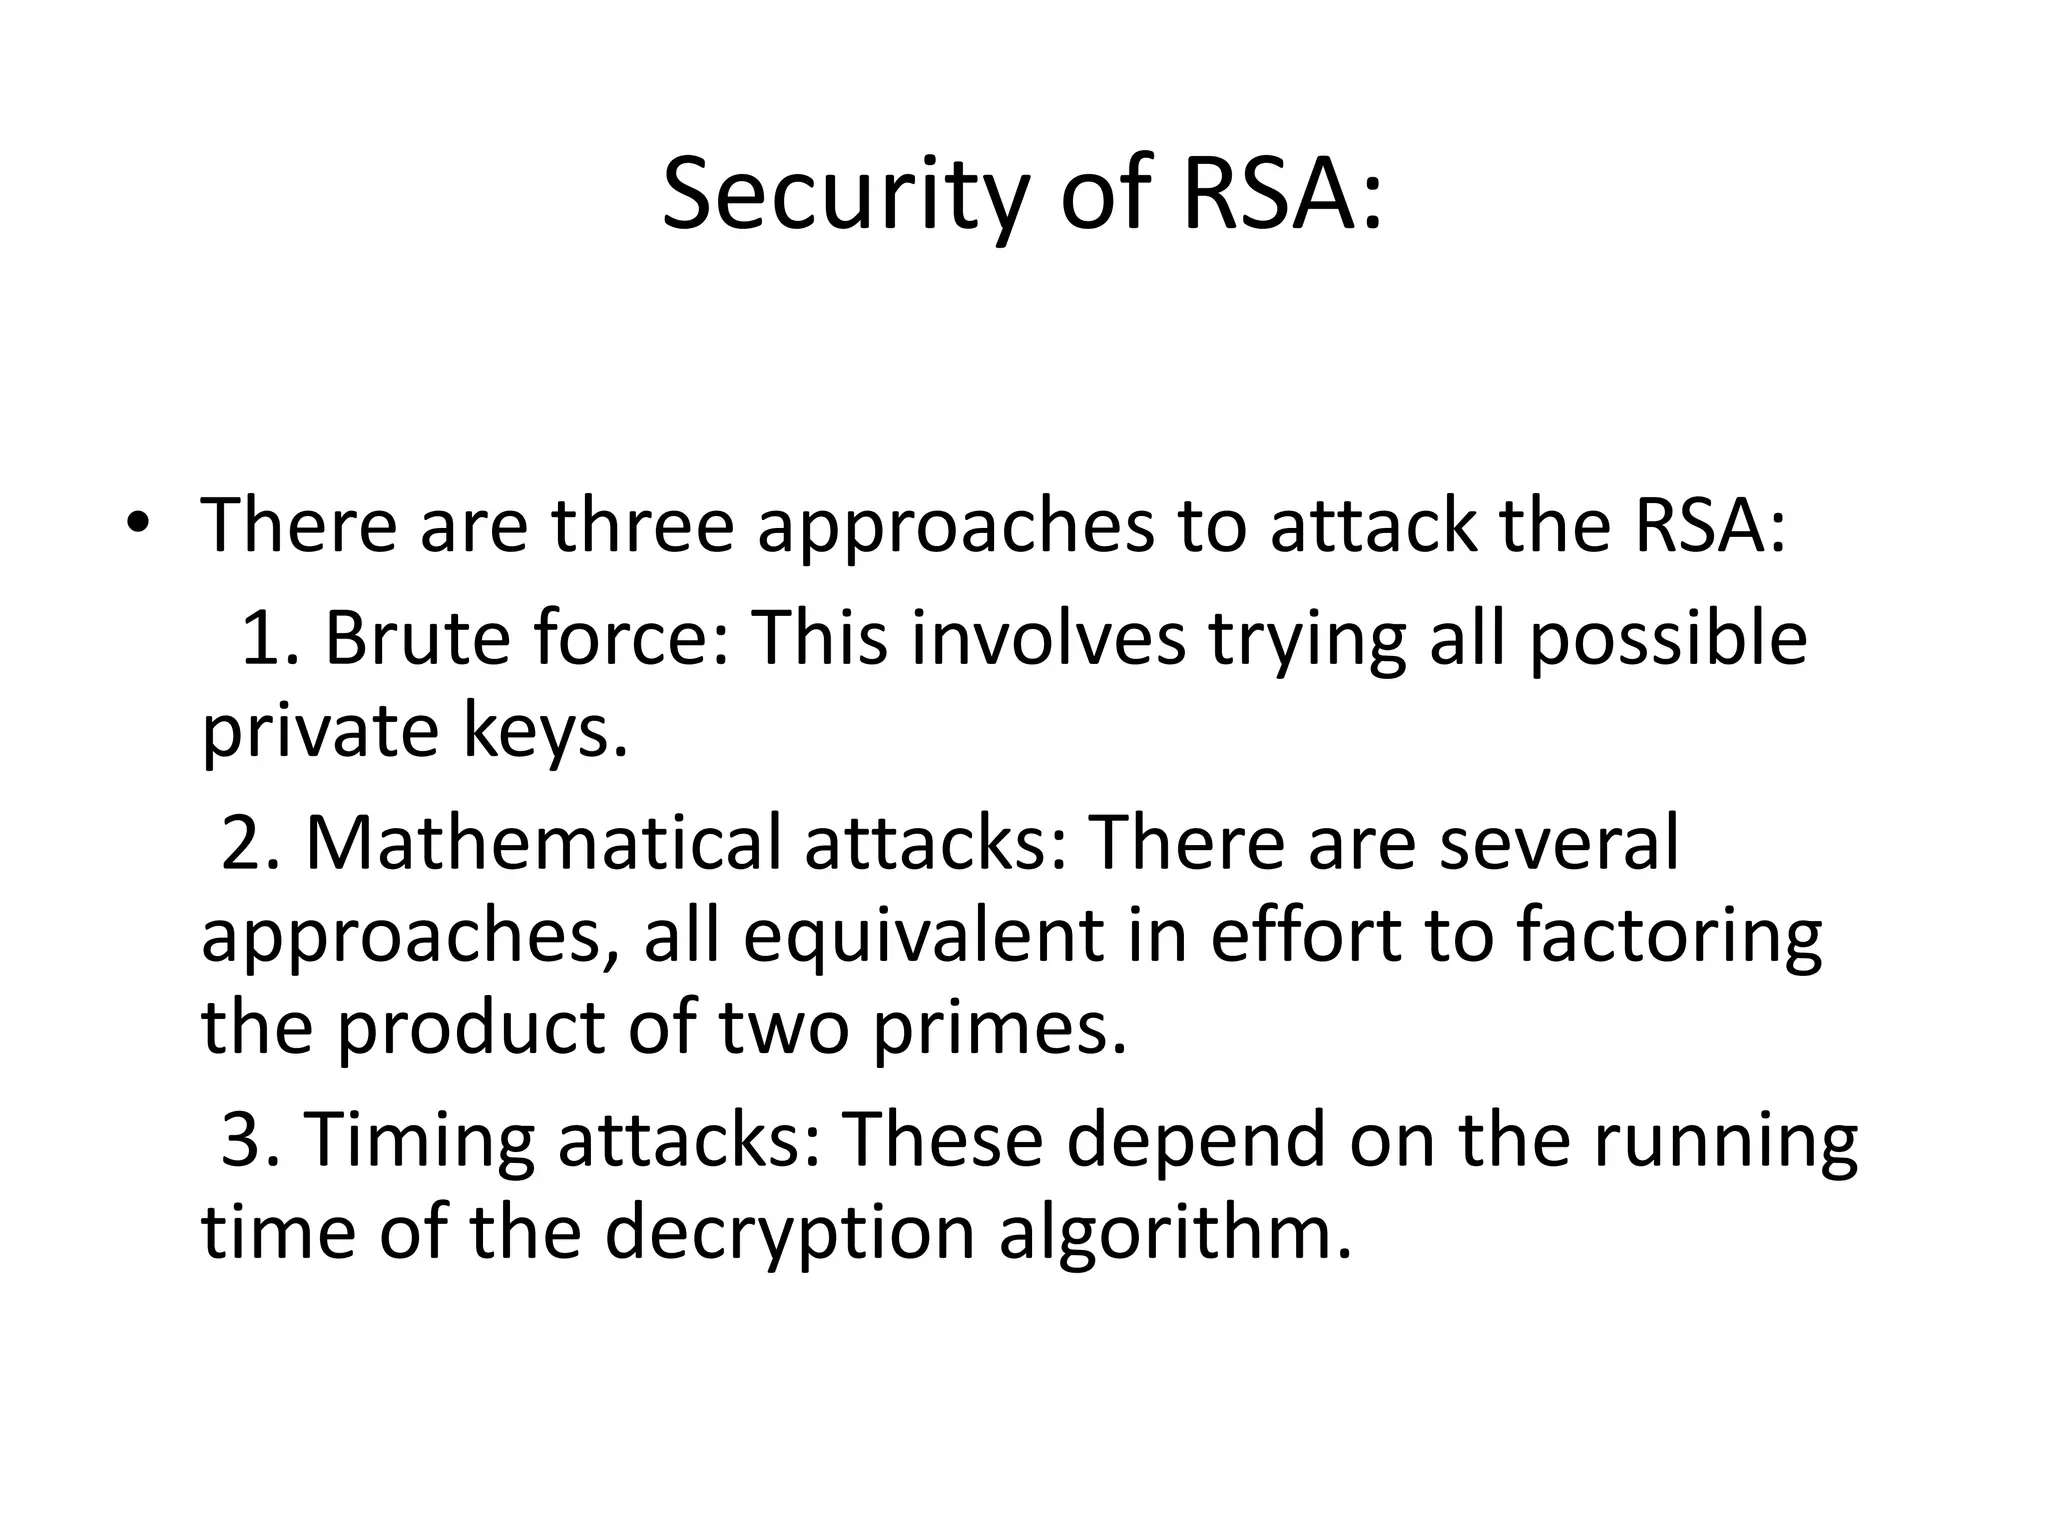 Security of RSA:
• There are three approaches to attack the RSA:
1. Brute force: This involves trying all possible
private keys.
2. Mathematical attacks: There are several
approaches, all equivalent in effort to factoring
the product of two primes.
3. Timing attacks: These depend on the running
time of the decryption algorithm.